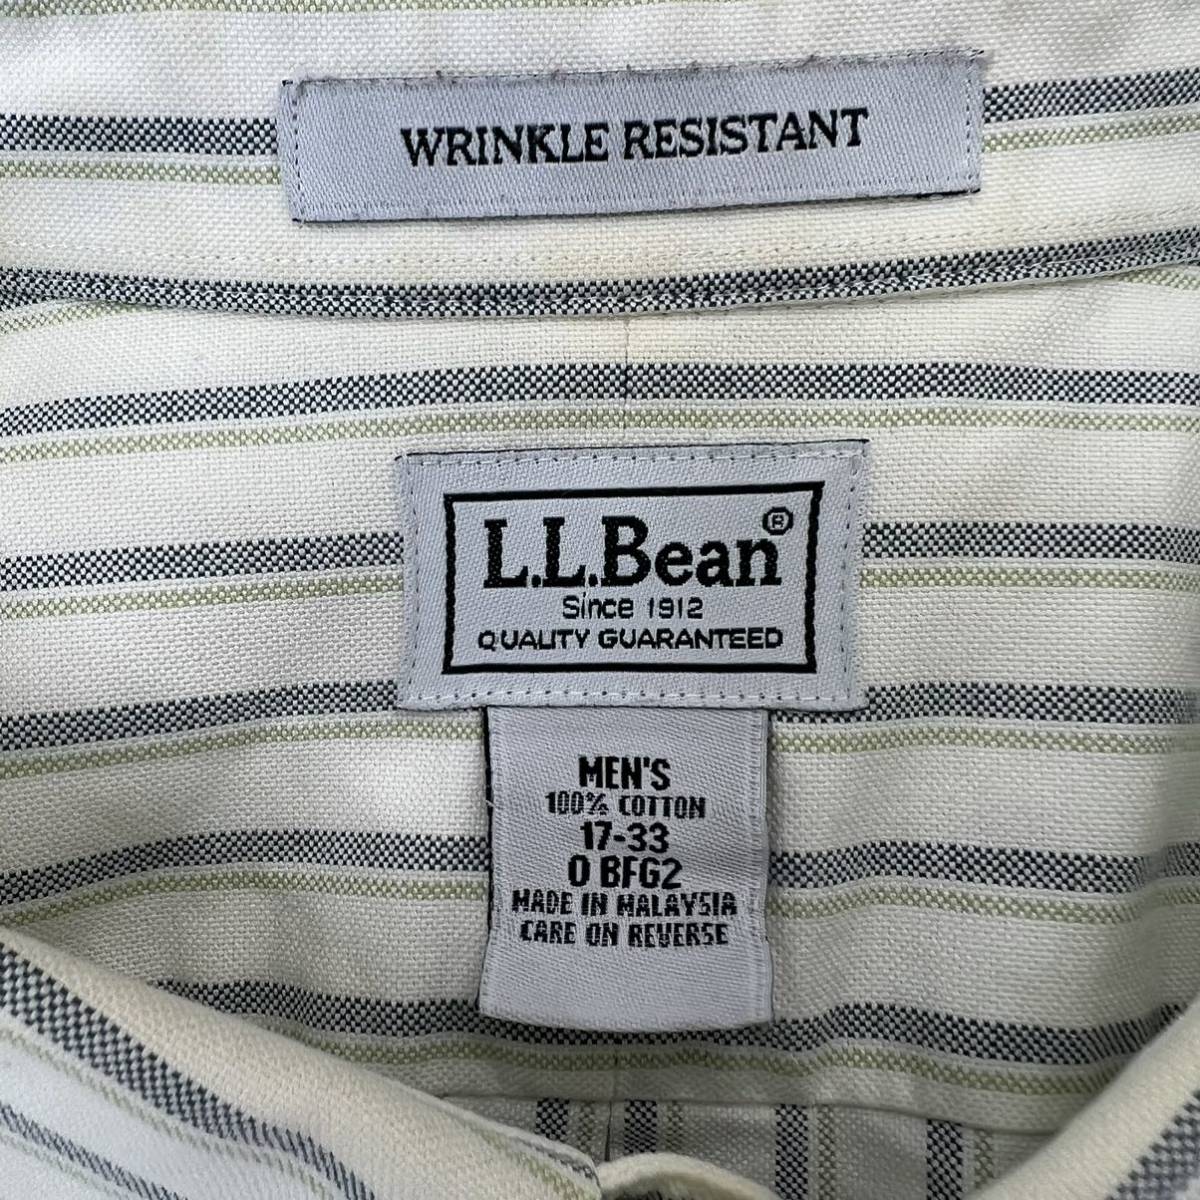 WRINKLE RESISTANT
L.L.Bean®
Since 1912
QUALITY GUARANTEED
MEN'S
100% COTTON
17-33
0 BFG2
MADE IN MALAYSIA
CARE ON REVERSE